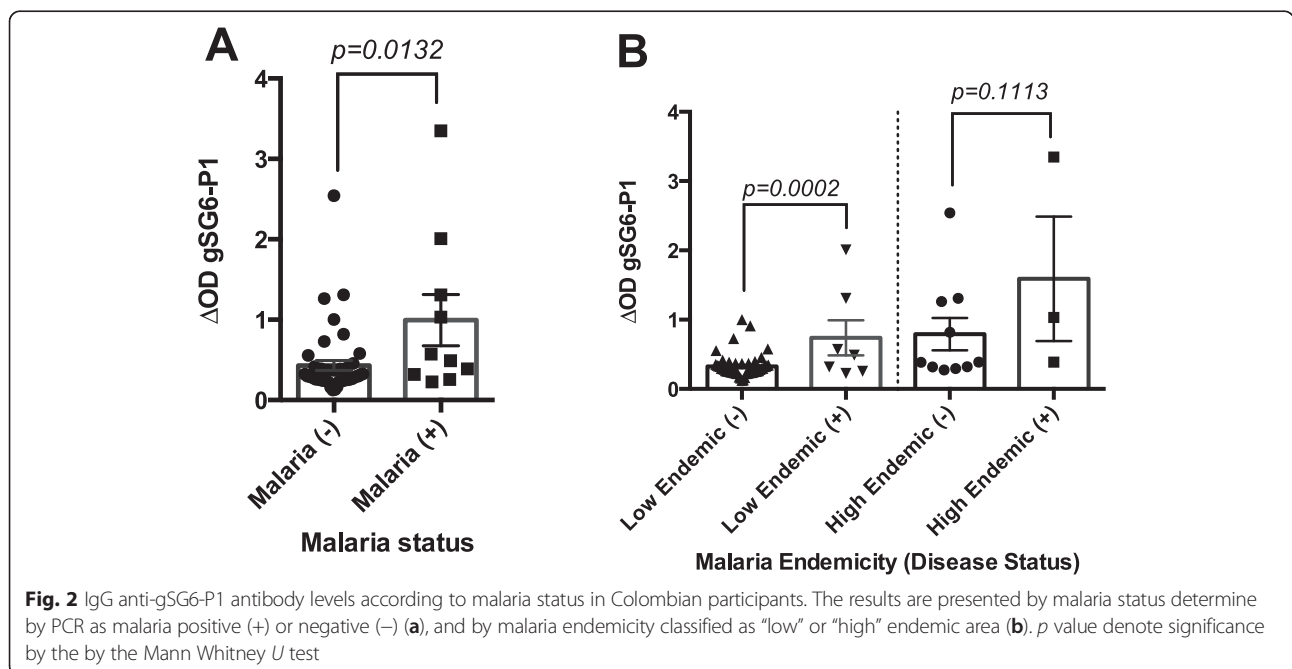 A
p=0.0132
4
3
2
1
0
ΔOD gSG6-P1
Malaria (-)
Malaria (+)
Malaria status
B
p=0.1113
p=0.0002
4
3
2
1
0
ΔOD gSG6-P1
Low Endemic (-)
Low Endemic (+)
High Endemic (-)
High Endemic (+)
Malaria Endemicity (Disease Status)
Fig. 2 IgG anti-gSG6-P1 antibody levels according to malaria status in Colombian participants. The results are presented by malaria status determine
by PCR as malaria positive (+) or negative (−) (a), and by malaria endemicity classified as “low” or “high” endemic area (b). p value denote significance
by the by the Mann Whitney U test